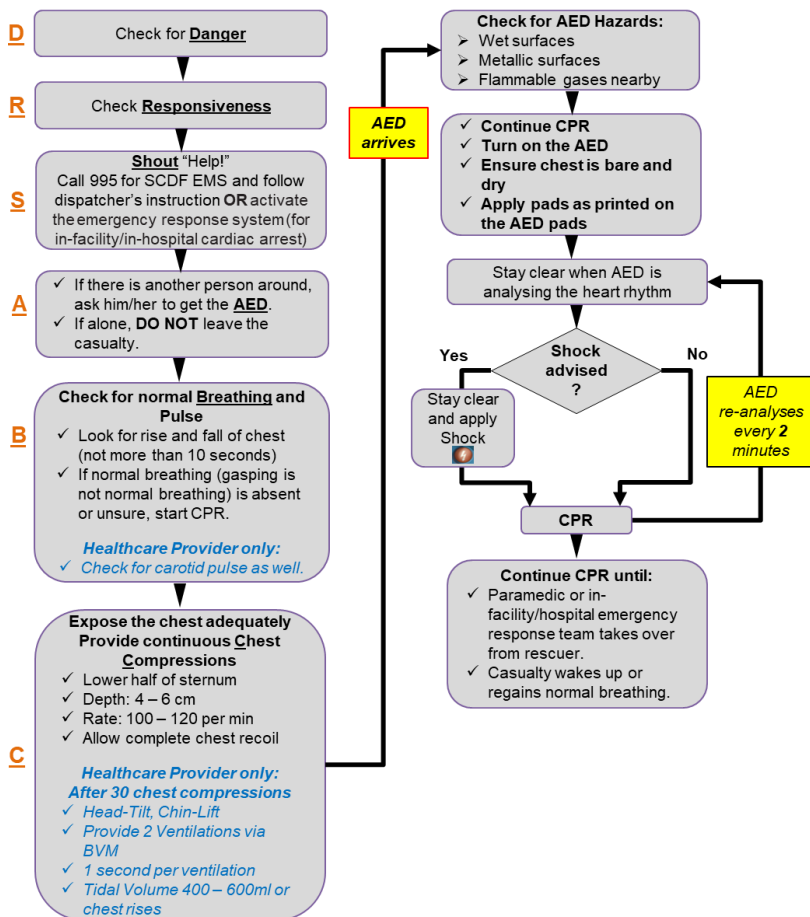 D
Check for Danger
R
Check Responsiveness
S
Shout “Help!”
Call 995 for SCDF EMS and follow
dispatcher’s instruction OR activate
the emergency response system (for
in-facility/in-hospital cardiac arrest)
A
✓ If there is another person around,
ask him/her to get the AED.
✓ If alone, DO NOT leave the
casualty.
B
Check for normal Breathing and
Pulse
✓ Look for rise and fall of chest
(not more than 10 seconds)
✓ If normal breathing (gasping is
not normal breathing) is absent
or unsure, start CPR.
Healthcare Provider only:
✓ Check for carotid pulse as well.
C
Expose the chest adequately
Provide continuous Chest
Compressions
✓ Lower half of sternum
✓ Depth: 4 – 6 cm
✓ Rate: 100 – 120 per min
✓ Allow complete chest recoil
Healthcare Provider only:
After 30 chest compressions
✓ Head-Tilt, Chin-Lift
✓ Provide 2 Ventilations via
BVM
✓ 1 second per ventilation
✓ Tidal Volume 400 – 600ml or
chest rises
AED
arrives
Check for AED Hazards:
➢ Wet surfaces
➢ Metallic surfaces
➢ Flammable gases nearby
✓ Continue CPR
✓ Turn on the AED
✓ Ensure chest is bare and
dry
✓ Apply pads as printed on
the AED pads
Stay clear when AED is
analysing the heart rhythm
Shock
advised
?
Yes
No
Stay clear
and apply
Shock
AED
re-analyses
every 2
minutes
CPR
Continue CPR until:
✓ Paramedic or in-
facility/hospital emergency
response team takes over
from rescuer.
✓ Casualty wakes up or
regains normal breathing.